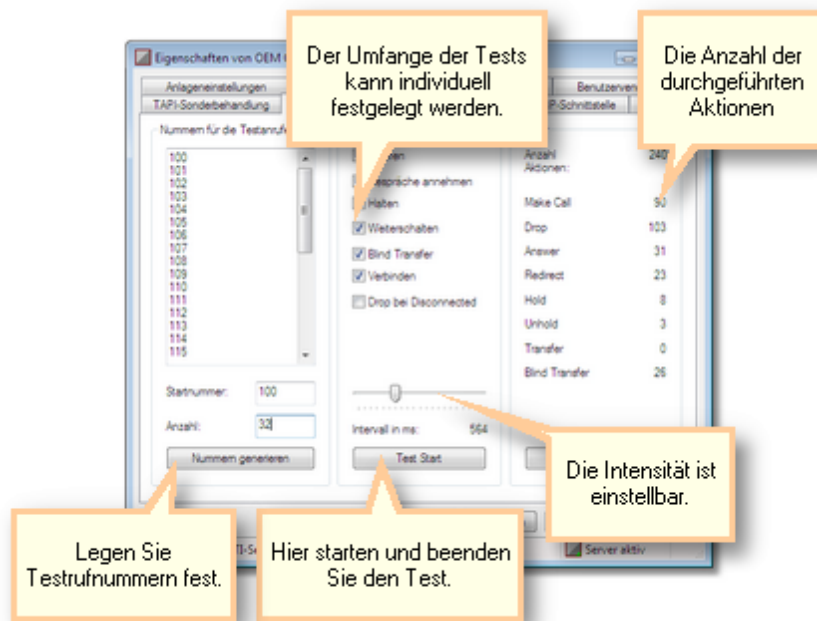 Eigenschaften von OEM
Anlageneinstellungen
TAPI-Sonderbehandlung
P-Schnittstelle
Der Umfange der Tests
kann individuell
festgelegt werden.
Die Anzahl der
durchgeführten
Aktionen
Nummern für die Testanrufe
100
101
102
103
104
105
106
107
108
109
110
111
112
113
114
115
Startnummer: 100
Anzahl: 32
Nummern generieren
annehmen
Halten
Weiterschalten
Blind Transfer
Verbinden
Drop bei Disconnected
Intervall in ms: 564
Test Start
Anzahl
Aktionen:
240
Make Call 90
Drop 103
Answer 31
Redirect 23
Hold 8
Unhold 3
Transfer 0
Blind Transfer 26
Die Intensität ist
einstellbar.
Legen Sie
Testrufnummern fest.
Hier starten und beenden
Sie den Test.
Server aktiv